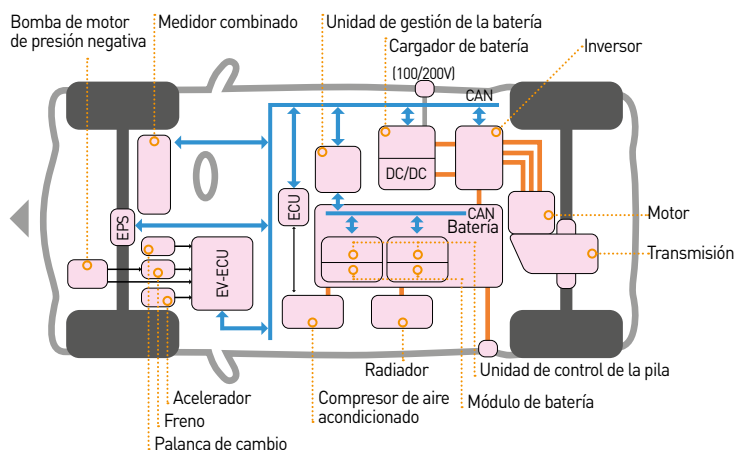 Bomba de motor
de presión negativa
Medidor combinado
Unidad de gestión de la batería
Cargador de batería
Inversor
(100/200V)
CAN
DC/DC
ECU
EPS
CAN
Batería
EV-ECU
Motor
Transmisión
Radiador
Unidad de control de la pila
Acelerador
Compresor de aire
acondicionado
Módulo de batería
Freno
Palanca de cambio